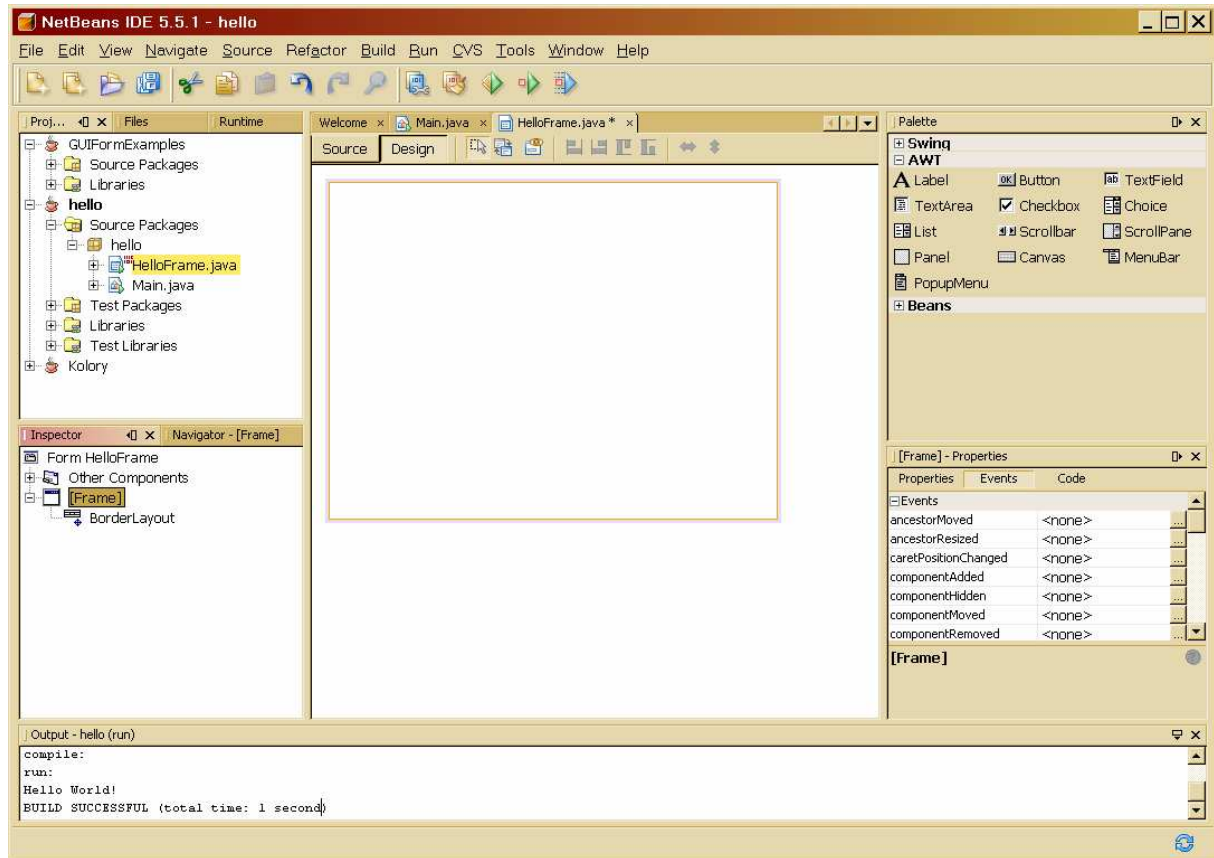 NetBeans IDE 5.5.1 - hello
File Edit View Navigate Source Refactor Build Run CVS Tools Window Help
Proj... Files Runtime
GUIFormExamples
Source Packages
Libraries
hello
Source Packages
hello
HelloFrame.java
Main.java
Test Packages
Libraries
Test Libraries
Kolory
Inspector Navigator - [Frame]
Form HelloFrame
Other Components
[Frame]
BorderLayout
Welcome Main.java HelloFrame.java *
Source Design
Palette
Swing
AWT
Label Button TextField
TextArea Checkbox Choice
List Scrollbar ScrollPane
Panel Canvas MenuBar
PopupMenu
Beans
[Frame] - Properties
Properties Events Code
Events
ancestorMoved <none> ...
ancestorResized <none> ...
caretPositionChanged <none> ...
componentAdded <none> ...
componentHidden <none> ...
componentMoved <none> ...
componentRemoved <none> ...
[Frame]
Output - hello (run)
compile:
run:
Hello World!
BUILD SUCCESSFUL (total time: 1 second)